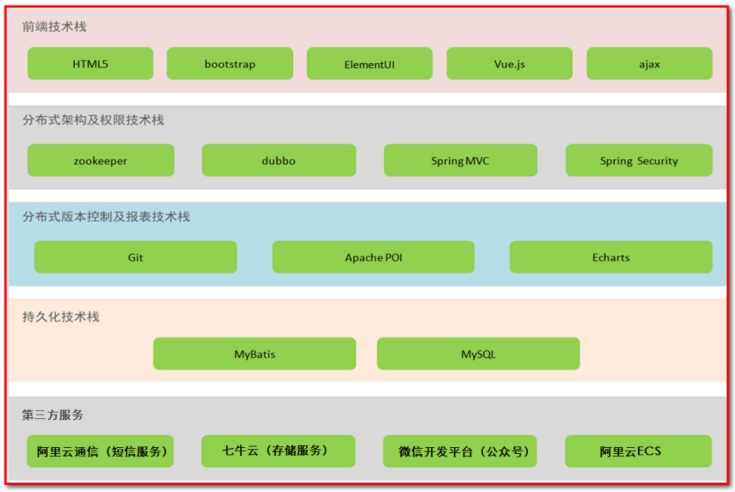 前端技术栈
HTML5 bootstrap ElementUI Vue.js ajax
分布式架构及权限技术栈
zookeeper dubbo Spring MVC Spring Security
分布式版本控制及报表技术栈
Git Apache POI Echarts
持久化技术栈
MyBatis MySQL
第三方服务
阿里云通信（短信服务） 七牛云（存储服务） 微信开发平台（公众号） 阿里云ECS